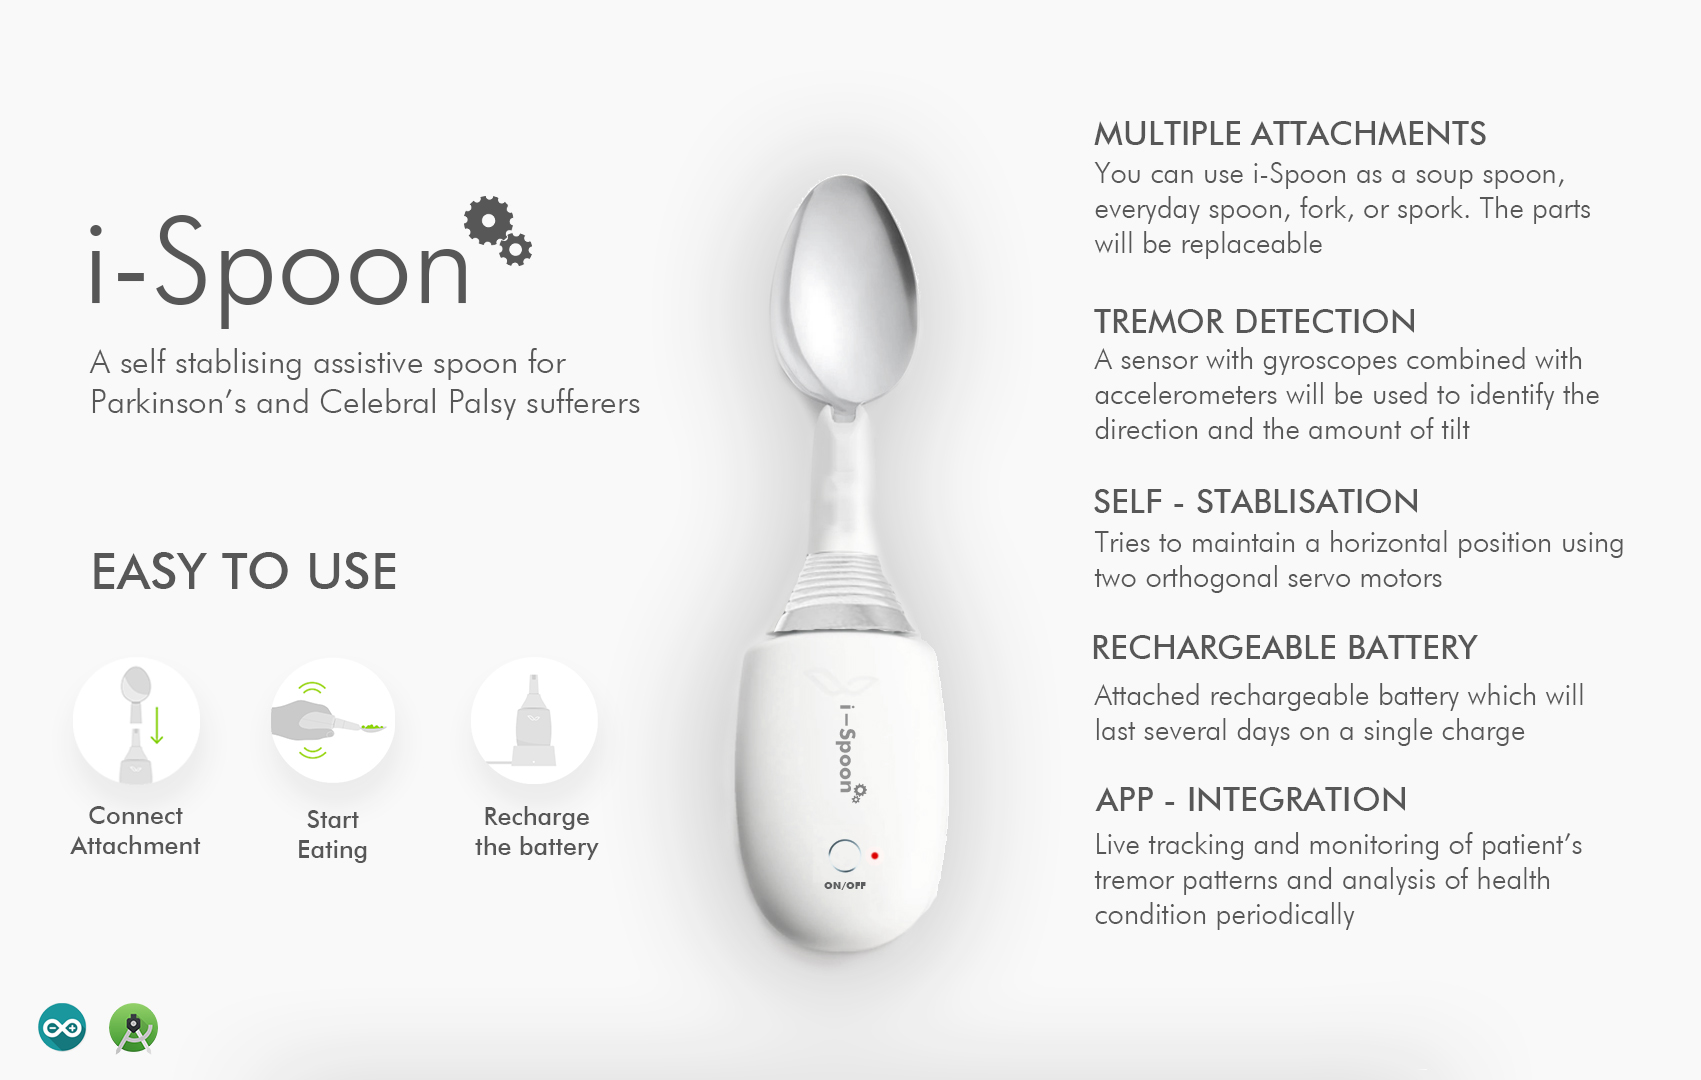 i-Spoon
A self stablising assistive spoon for
Parkinson's and Celebral Palsy sufferers
EASY TO USE
Connect
Attachment
Start
Eating
Recharge
the battery
i-Spoon
ON/OFF
MULTIPLE ATTACHMENTS
You can use i-Spoon as a soup spoon,
everyday spoon, fork, or spork. The parts
will be replaceable
TREMOR DETECTION
A sensor with gyroscopes combined with
accelerometers will be used to identify the
direction and the amount of tilt
SELF - STABLISATION
Tries to maintain a horizontal position using
two orthogonal servo motors
RECHARGEABLE BATTERY
Attached rechargeable battery which will
last several days on a single charge
APP - INTEGRATION
Live tracking and monitoring of patient's
tremor patterns and analysis of health
condition periodically